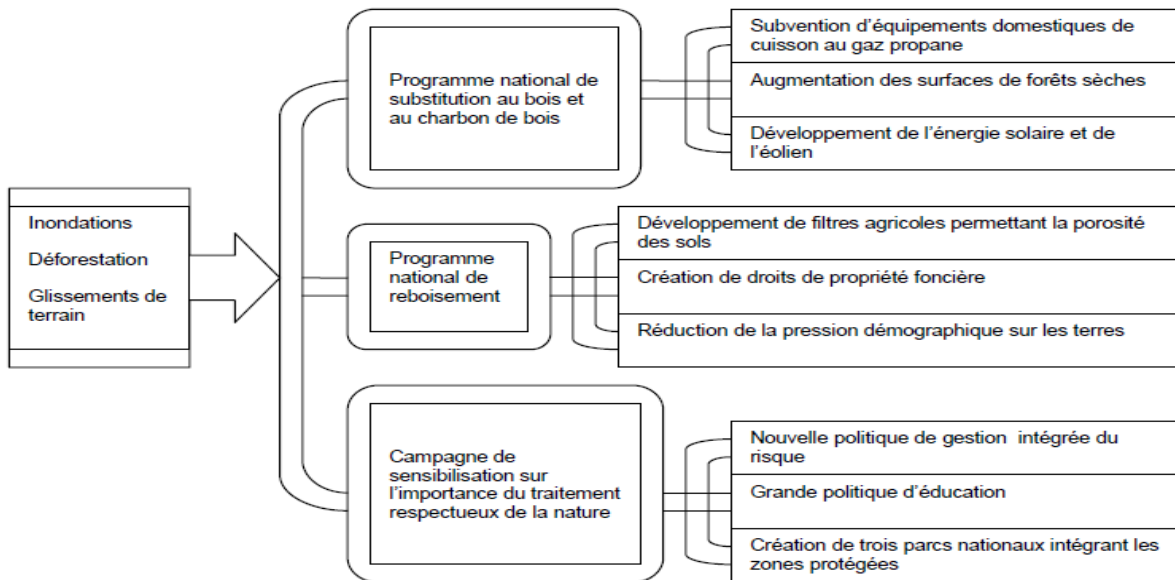 Inondations
Déforestation
Glissements de
terrain
Programme national de
substitution au bois et
au charbon de bois
Subvention d'équipements domestiques de
cuisson au gaz propane
Augmentation des surfaces de forêts sèches
Développement de l'énergie solaire et de
l'éolien
Programme
national de
reboisement
Développement de filtres agricoles permettant la porosité
des sols
Création de droits de propriété foncière
Réduction de la pression démographique sur les terres
Campagne de
sensibilisation sur
l'importance du traitement
respectueux de la nature
Nouvelle politique de gestion intégrée du
risque
Grande politique d'éducation
Création de trois parcs nationaux intégrant les
zones protégées